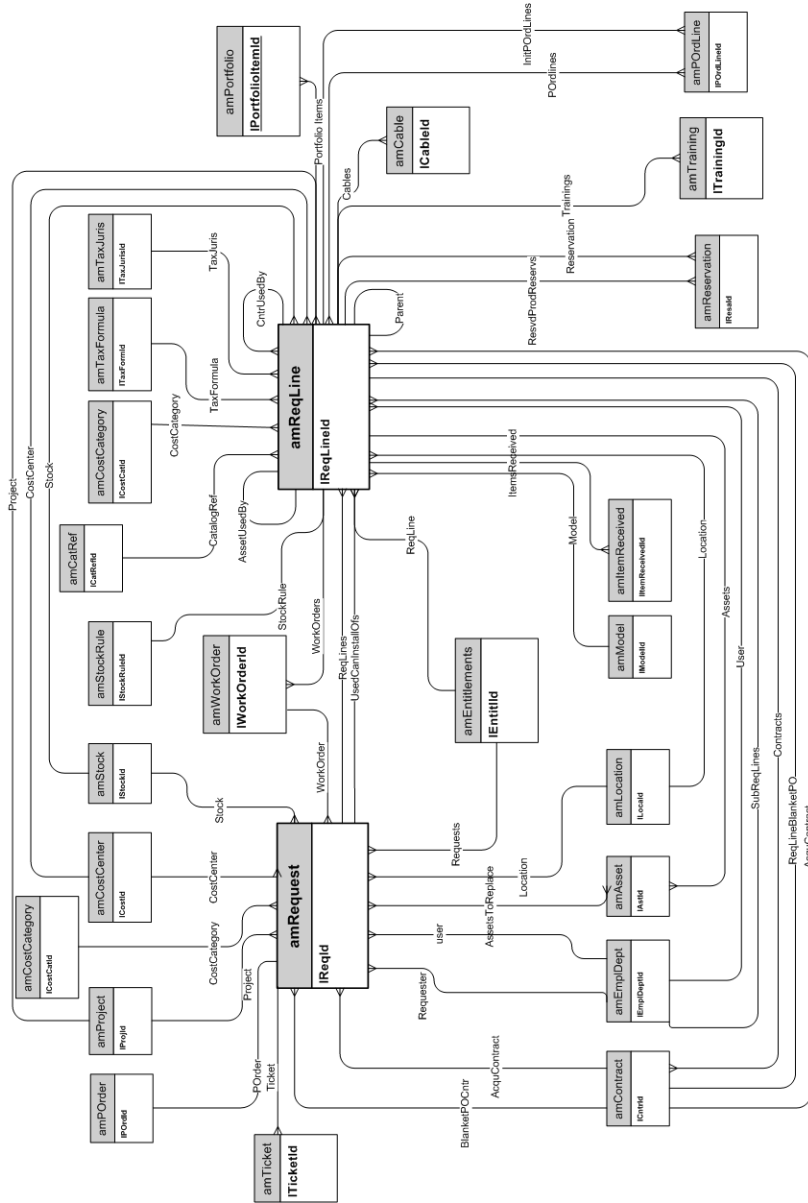 amPortfolio
lPortfolioItemId
amPOrdLine
lPOrdLineId
amCable
lCableId
amTraining
lTrainingId
amReservation
lResaId
amTaxJuris
lTaxJurisId
amTaxFormula
lTaxFormId
amCostCategory
lCostCatId
amCatRef
lCatRefId
amStockRule
lStockRuleId
amStock
lStockId
amCostCenter
lCostId
amCostCategory
lCostCatId
amProject
lProjId
amPOrder
lPOrdId
amTicket
lTicketId
amReqLine
lReqLineId
amWorkOrder
lWorkOrderId
amRequest
lReqId
amEntitlements
lEntitlId
amItemReceived
lItemReceivedId
amModel
lModelId
amLocation
lLocaId
amAsset
lAstId
amEmplDept
lEmplDeptId
amContract
lCntrId
InitPOrdLines
POrdlines
Portfolio Items
Cables
Trainings
Reservation
ResvdProdReservs
Parent
CntrUsedBy
TaxJuris
TaxFormula
CostCategory
CatalogRef
AssetUsedBy
StockRule
WorkOrders
Project
CostCenter
Stock
ReqLines
UsedCanInstallOfs
ReqLine
ItemsReceived
Model
Location
Assets
User
SubReqLines
Contracts
ReqLineBlanketPO
AcquContract
WorkOrder
Stock
CostCenter
CostCategory
Project
POrder
Ticket
Requests
Location
AssetsToReplace
user
Requester
AcquContract
BlanketPOCntr